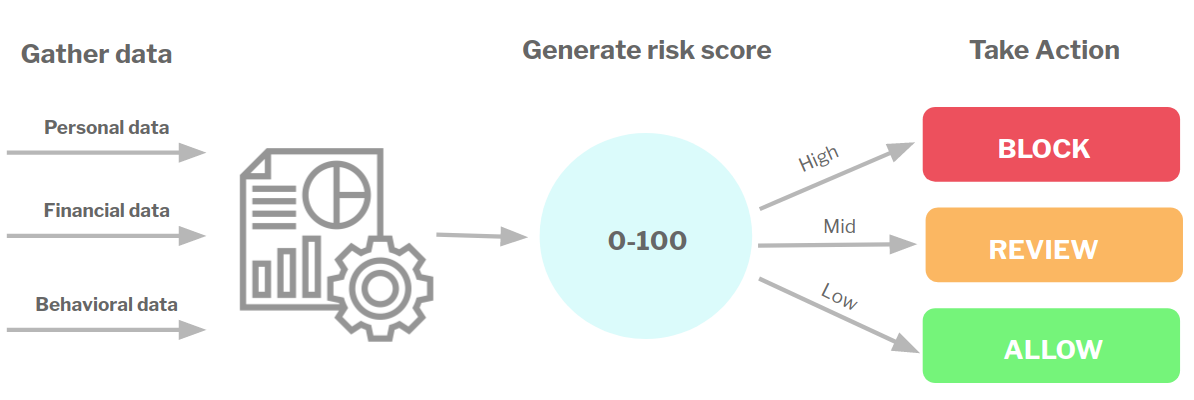 Gather data
Generate risk score
Take Action
Personal data
Financial data
Behavioral data
0-100
High
Mid
Low
BLOCK
REVIEW
ALLOW